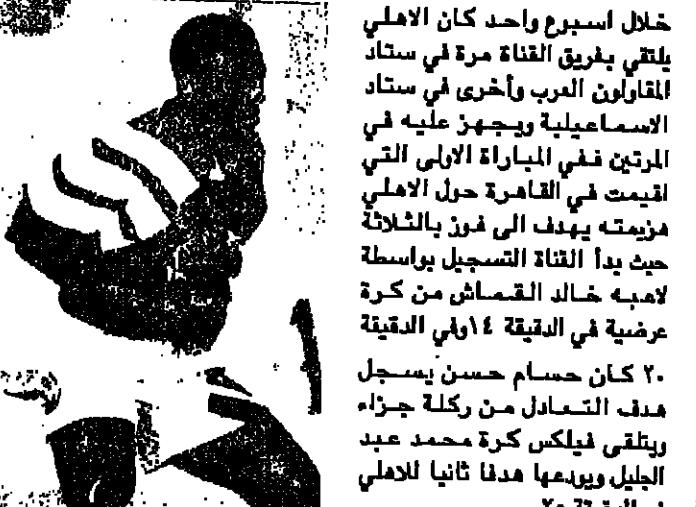 خلال اسبوع واحد كان الاهلي
يلتقي بفريق القناة مرة في ستاد
المقاولون العرب وأخرى في ستاد
الاسماعيلية ويجهز عليه في
المرتين ففي المباراة الاولى التي
اقيمت في القاهرة حول الاهلي
هزيمته بهدف الى فوز بالثلاثة
حيث بدأ القناة التسجيل بواسطة
لاعبه خالد القماش من كرة
عرضية في الدقيقة ١٤ وفي الدقيقة
٢٠ كان حسام حسن يسجل
هدف التعادل من ركلة جزاء
ويتلقى فيلكس كرة محمد عبد
الجليل ويودعها هدفا ثانيا للاهلي